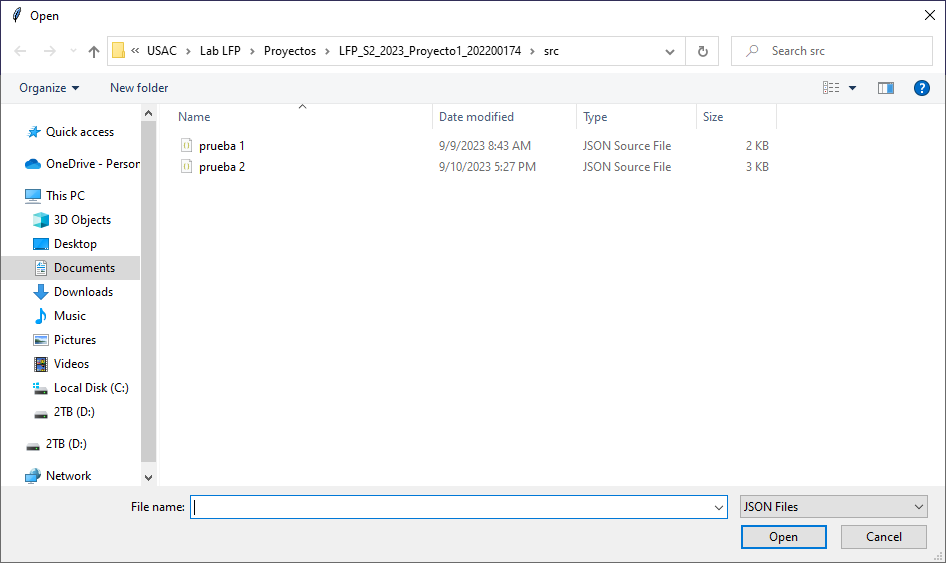 Open
« USAC > Lab LFP > Proyectos > LFP_S2_2023_Proyecto1_202200174 > src
Search src
Organize
New folder
Name Date modified Type Size
prueba 1 9/9/2023 8:43 AM JSON Source File 2 KB
prueba 2 9/10/2023 5:27 PM JSON Source File 3 KB
Quick access
OneDrive - Person
This PC
3D Objects
Desktop
Documents
Downloads
Music
Pictures
Videos
Local Disk (C:)
2TB (D:)
2TB (D:)
Network
File name:
JSON Files
Open
Cancel